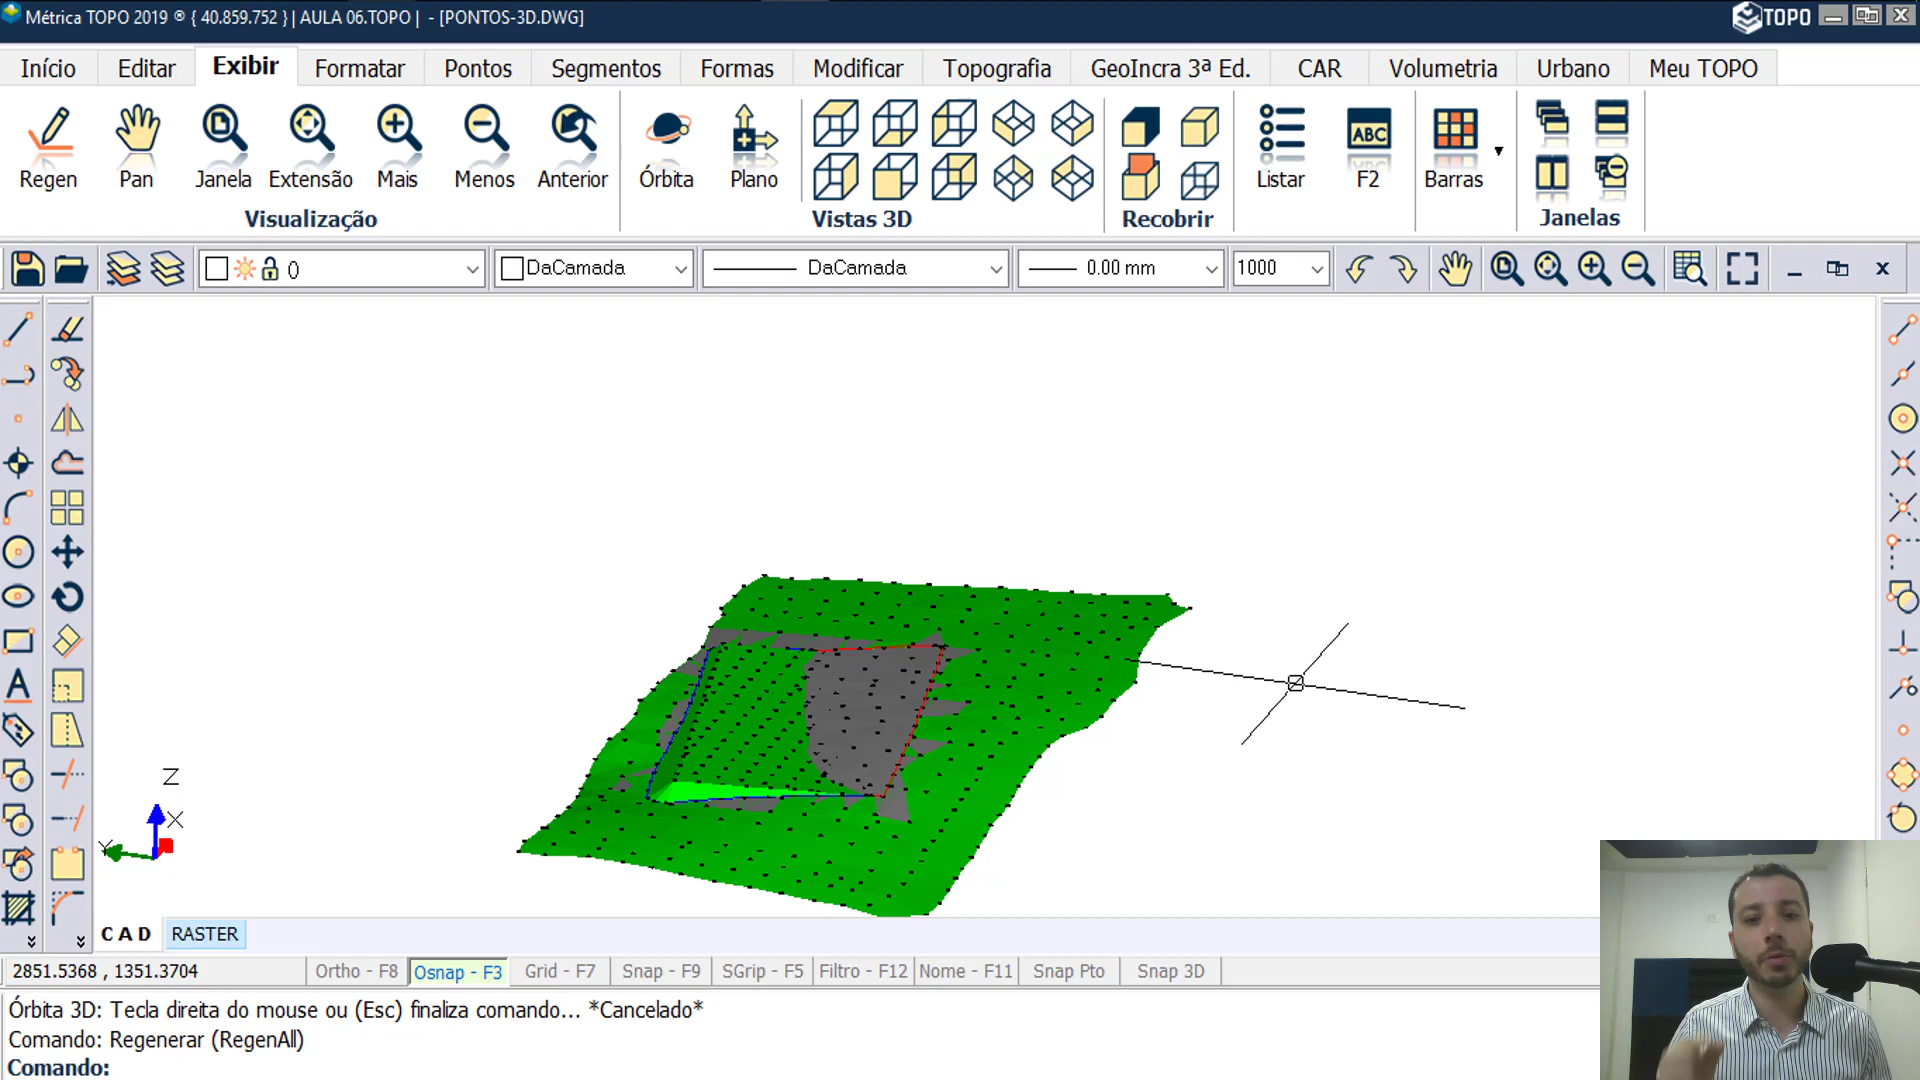 Métrica TOPO 2019 ® { 40.859.752 } | AULA 06.TOPO | - [PONTOS-3D.DWG]
TOPO
Início Editar Exibir Formatar Pontos Segmentos Formas Modificar Topografia GeoIncra 3ª Ed. CAR Volumetria Urbano Meu TOPO
ABC
Regen Pan Janela Extensão Mais Menos Anterior Órbita Plano Listar F2 Barras
Visualização Vistas 3D Recobrir Janelas
0 DaCamada DaCamada 0.00 mm 1000
A
Z
X
Y
CAD RASTER
2851.5368 , 1351.3704 Ortho - F8 Osnap - F3 Grid - F7 Snap - F9 SGrip - F5 Filtro - F12 Nome - F11 Snap Pto Snap 3D
Órbita 3D: Tecla direita do mouse ou (Esc) finaliza comando... *Cancelado*
Comando: Regenerar (RegenAll)
Comando: